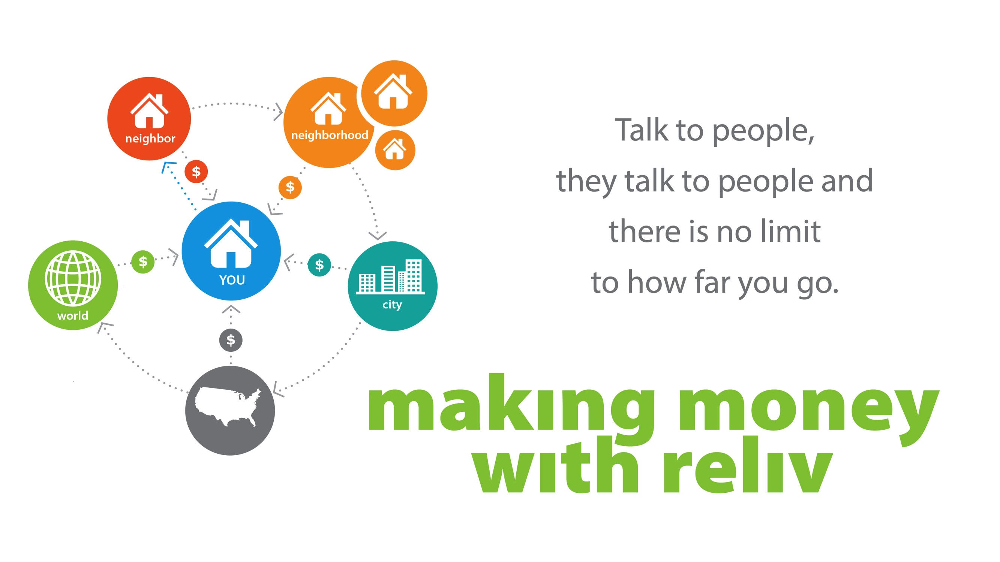 neighbor
neighborhood
$
$
YOU
world
$
$
city
$
Talk to people,
they talk to people and
there is no limit
to how far you go.
making money
with reliv